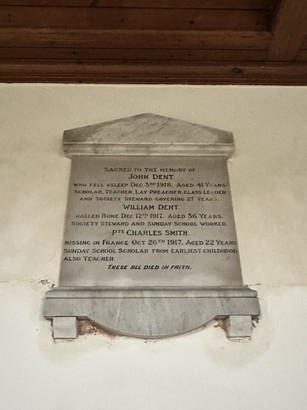 Sacred to the memory of
John Dent.
who fell asleep Dec 5th 1918. Aged 41 Years.
Scholar, Teacher, Lay Preacher, Class Leader
and Society Steward covering 27 Years.
William Dent.
called Home Dec 12th 1917. Aged 36 Years.
Society Steward and Sunday School Worker.
Pte Charles Smith.
missing in France Oct 26th 1917. Aged 22 Years
Sunday School Scholar from earliest childhood
also Teacher.
These all died in faith.